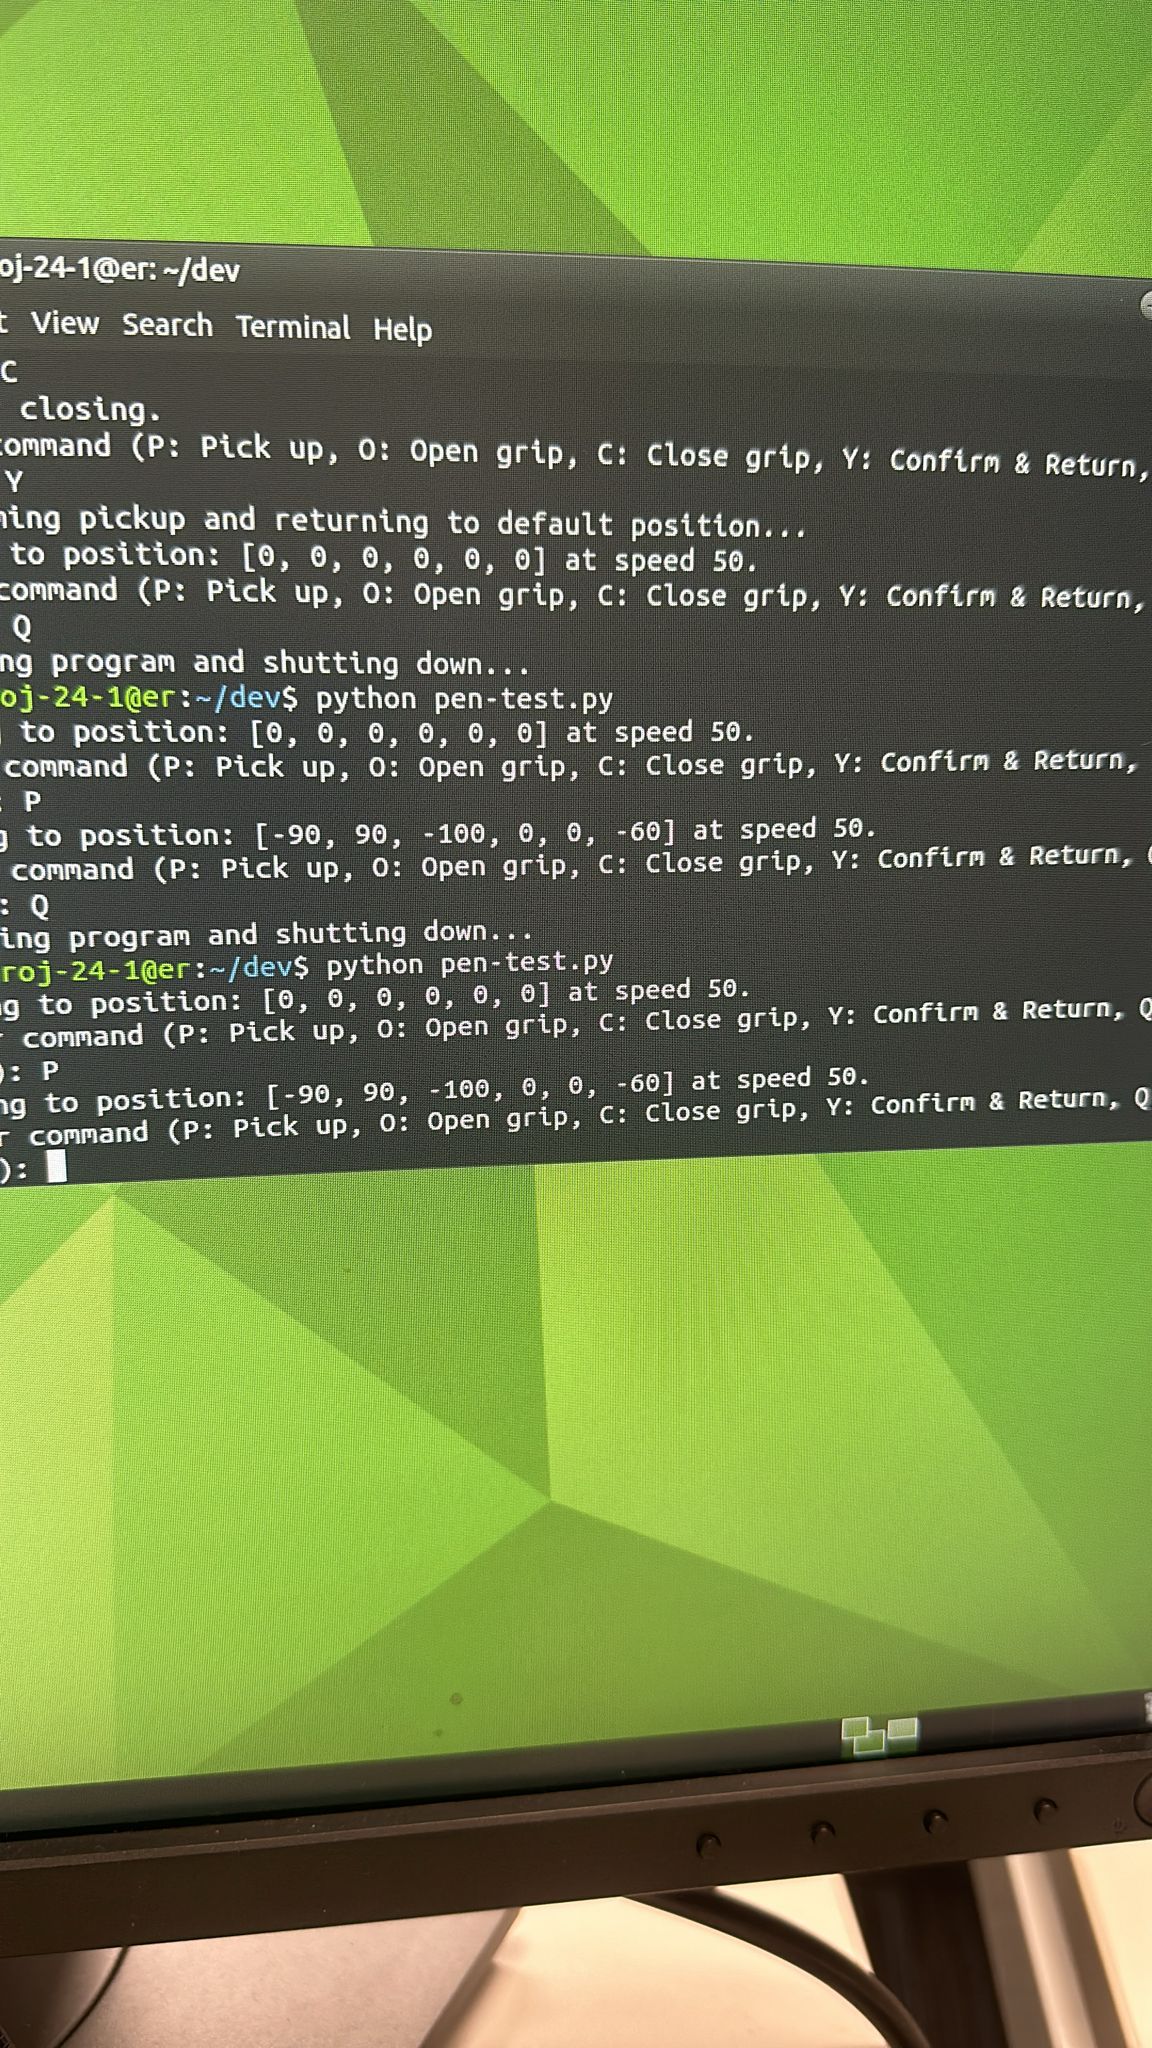 oj-24-1@er: ~/dev
t View Search Terminal Help
C
closing.
command (P: Pick up, O: Open grip, C: Close grip, Y: Confirm & Return,
Y
ming pickup and returning to default position...
to position: [0, 0, 0, 0, 0, 0] at speed 50.
command (P: Pick up, O: Open grip, C: Close grip, Y: Confirm & Return,
Q
ng program and shutting down...
oj-24-1@er:~/dev$ python pen-test.py
to position: [0, 0, 0, 0, 0, 0] at speed 50.
command (P: Pick up, O: Open grip, C: Close grip, Y: Confirm & Return,
: P
g to position: [-90, 90, -100, 0, 0, -60] at speed 50.
command (P: Pick up, O: Open grip, C: Close grip, Y: Confirm & Return,
: Q
ing program and shutting down...
roj-24-1@er:~/dev$ python pen-test.py
ng to position: [0, 0, 0, 0, 0, 0] at speed 50.
r command (P: Pick up, O: Open grip, C: Close grip, Y: Confirm & Return, Q
): P
ng to position: [-90, 90, -100, 0, 0, -60] at speed 50.
r command (P: Pick up, O: Open grip, C: Close grip, Y: Confirm & Return, Q
):